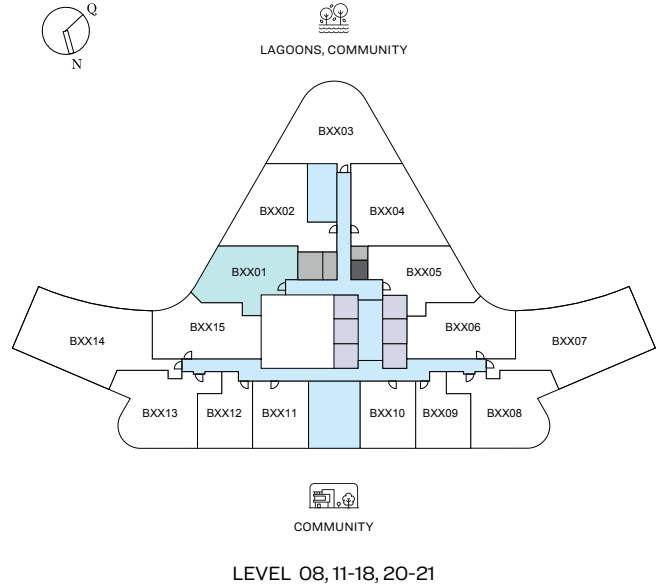 Q
N
LAGOONS, COMMUNITY
BXX03
BXX02
BXX04
BXX01
BXX05
BXX15
BXX06
BXX14
BXX07
BXX13
BXX12
BXX11
BXX10
BXX09
BXX08
COMMUNITY
LEVEL 08, 11-18, 20-21